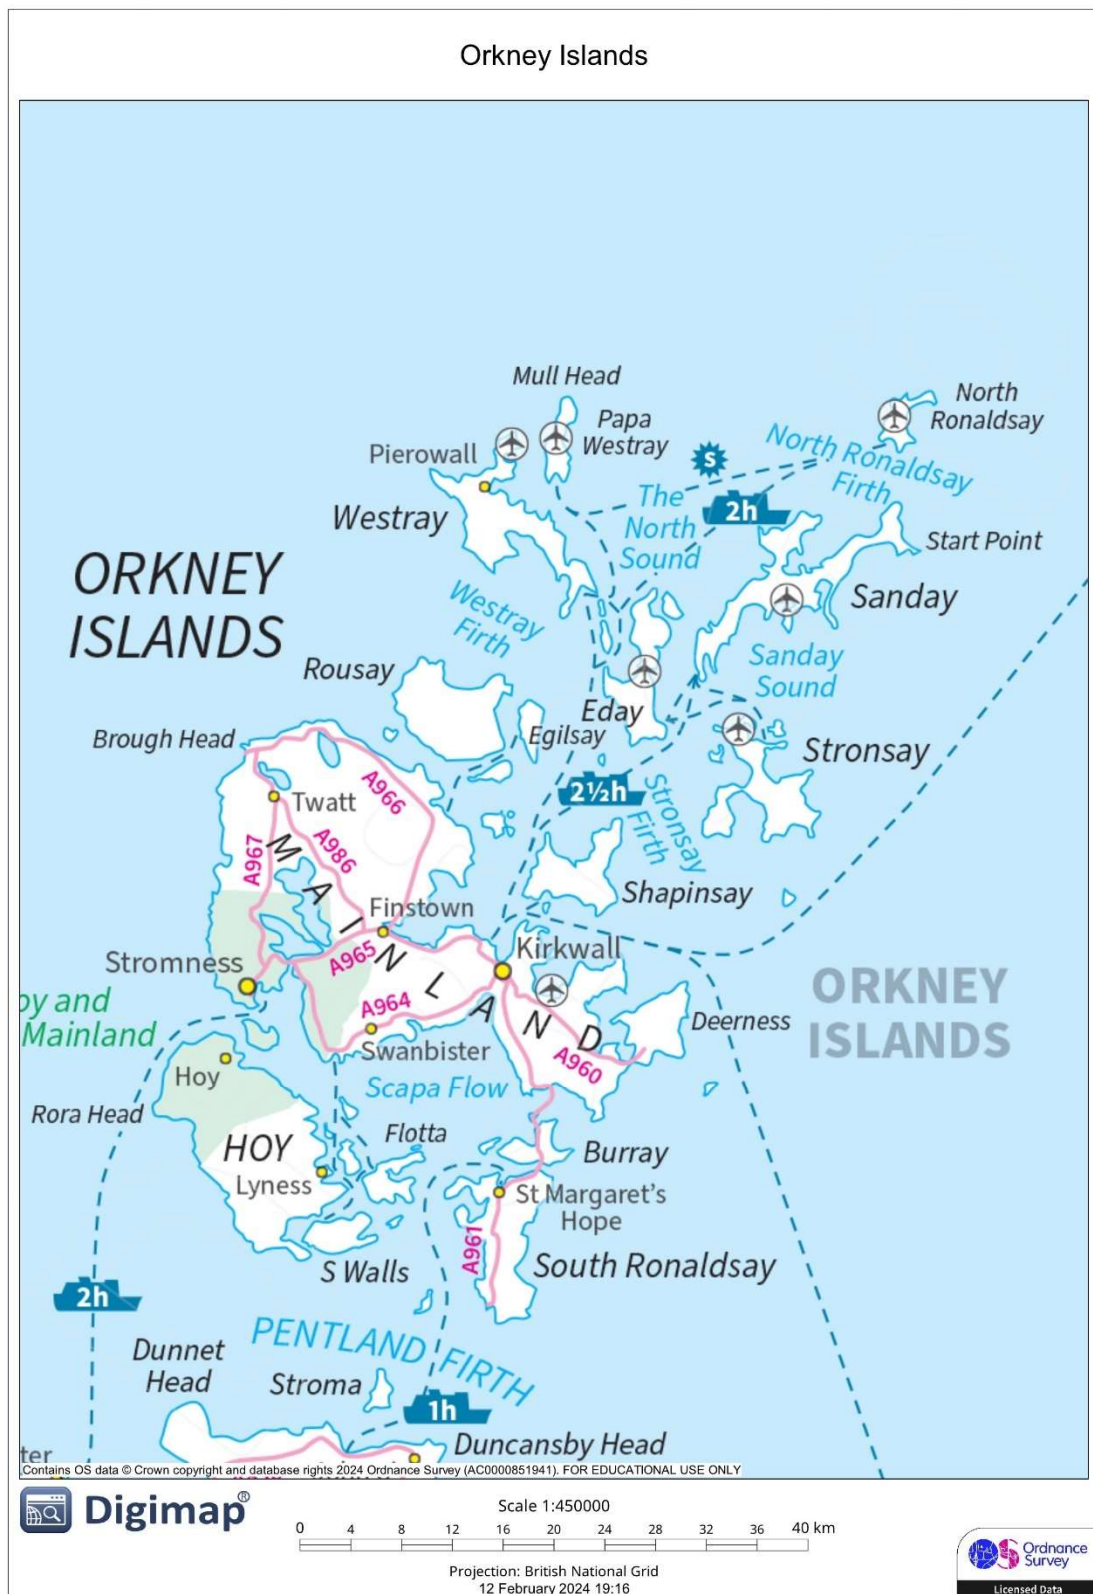 Orkney Islands
Mull Head
Papa
Westray
North
Ronaldsay
Pierowall
S
North Ronaldsay
Firth
Westray
The
North
Sound
2h
Start Point
ORKNEY
ISLANDS
Westray
Firth
Sanday
Rousay
Sanday
Sound
Eday
Egilsay
Brough Head
Stronsay
Twatt
A966
2½h
Stronsay
Firth
A967
A986
MAINLAND
Shapinsay
Finstown
Kirkwall
A965
Stromness
A964
ORKNEY
ISLANDS
oy and
Mainland
Deerness
Swanbister
A960
Hoy
Scapa Flow
Rora Head
Flotta
HOY
Burray
Lyness
St Margaret's
Hope
A961
S Walls
South Ronaldsay
2h
PENTLAND FIRTH
Dunnet
Head
Stroma
1h
Duncansby Head
ter
Contains OS data © Crown copyright and database rights 2024 Ordnance Survey (AC0000851941). FOR EDUCATIONAL USE ONLY
Digimap®
Scale 1:450000
0 4 8 12 16 20 24 28 32 36 40 km
Projection: British National Grid
12 February 2024 19:16
Ordnance
Survey
Licensed Data